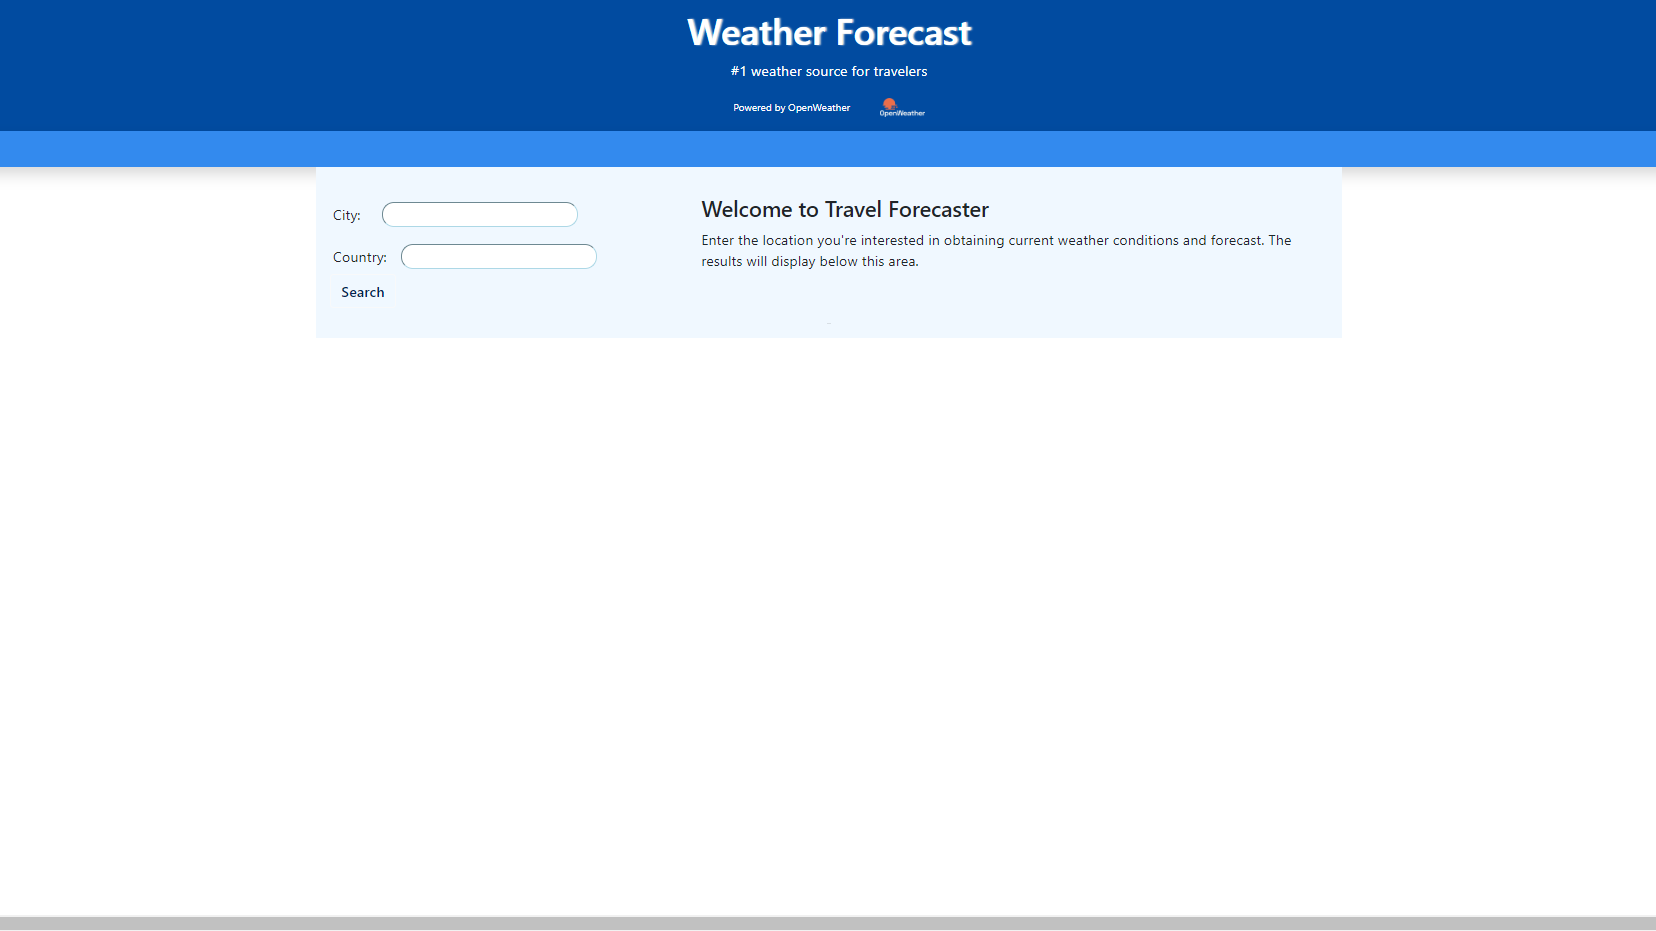 Weather Forecast
#1 weather source for travelers
Powered by OpenWeather
OpenWeather
City:
Country:
Search
Welcome to Travel Forecaster
Enter the location you're interested in obtaining current weather conditions and forecast. The
results will display below this area.